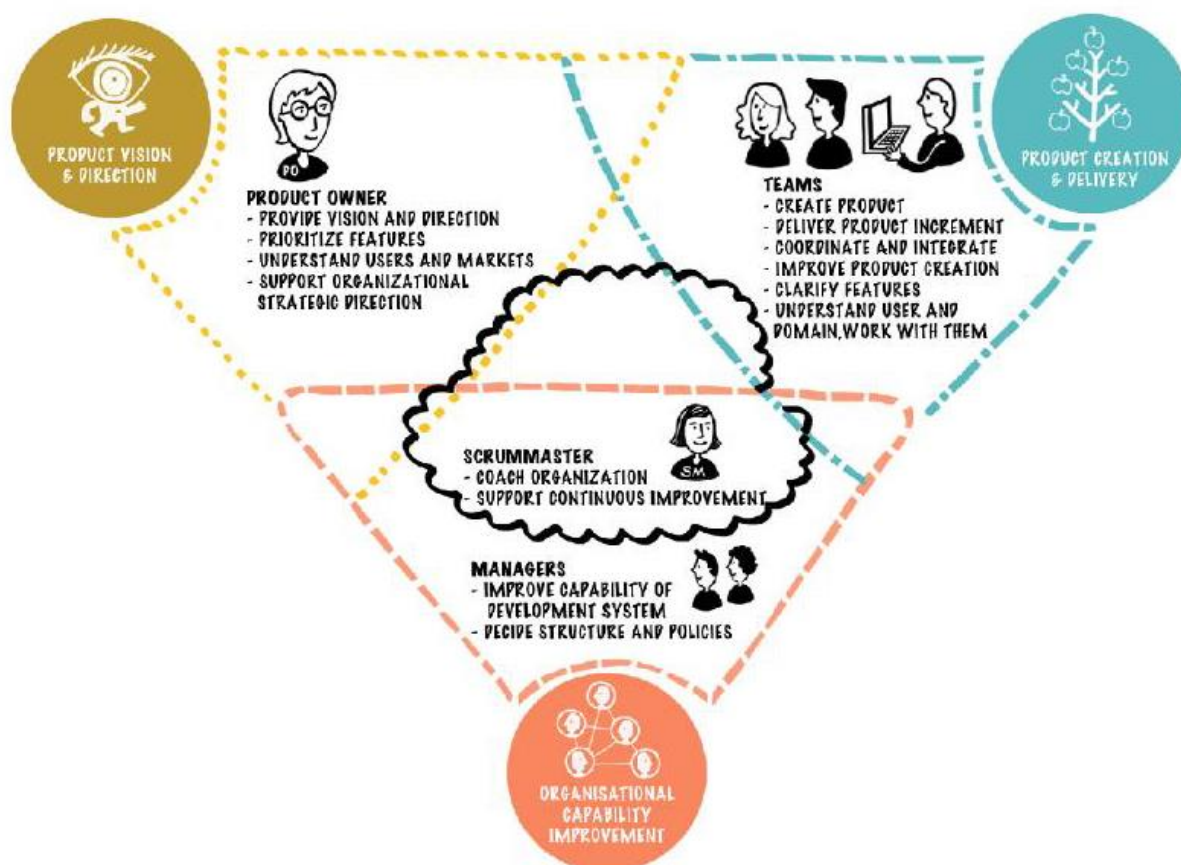 PRODUCT VISION
& DIRECTION
PO
PRODUCT OWNER
- PROVIDE VISION AND DIRECTION
- PRIORITIZE FEATURES
- UNDERSTAND USERS AND MARKETS
- SUPPORT ORGANIZATIONAL
STRATEGIC DIRECTION
TEAMS
- CREATE PRODUCT
- DELIVER PRODUCT INCREMENT
- COORDINATE AND INTEGRATE
- IMPROVE PRODUCT CREATION
- CLARIFY FEATURES
- UNDERSTAND USER AND
DOMAIN,WORK WITH THEM
PRODUCT CREATION
& DELIVERY
SCRUMMASTER
- COACH ORGANIZATION
- SUPPORT CONTINUOUS IMPROVEMENT
SM
MANAGERS
- IMPROVE CAPABILITY OF
DEVELOPMENT SYSTEM
- DECIDE STRUCTURE AND POLICIES
ORGANISATIONAL
CAPABILITY
IMPROVEMENT